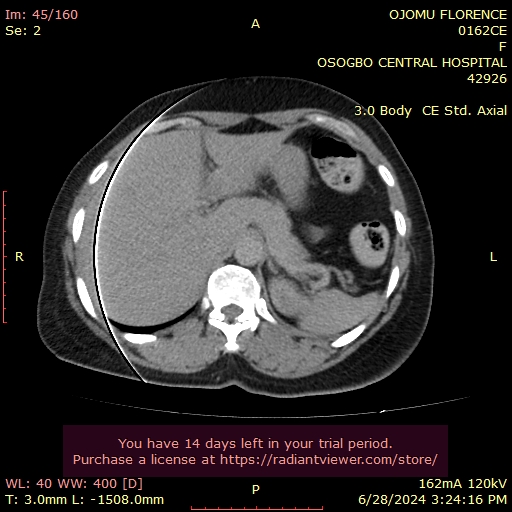 Im: 45/160
Se: 2
A
OJOMU FLORENCE
0162CE
F
OSOGBO CENTRAL HOSPITAL
42926
3.0 Body CE Std. Axial
R
L
You have 14 days left in your trial period.
Purchase a license at https://radiantviewer.com/store/
WL: 40 WW: 400 [D]
T: 3.0mm L: -1508.0mm
P
162mA 120kV
6/28/2024 3:24:16 PM